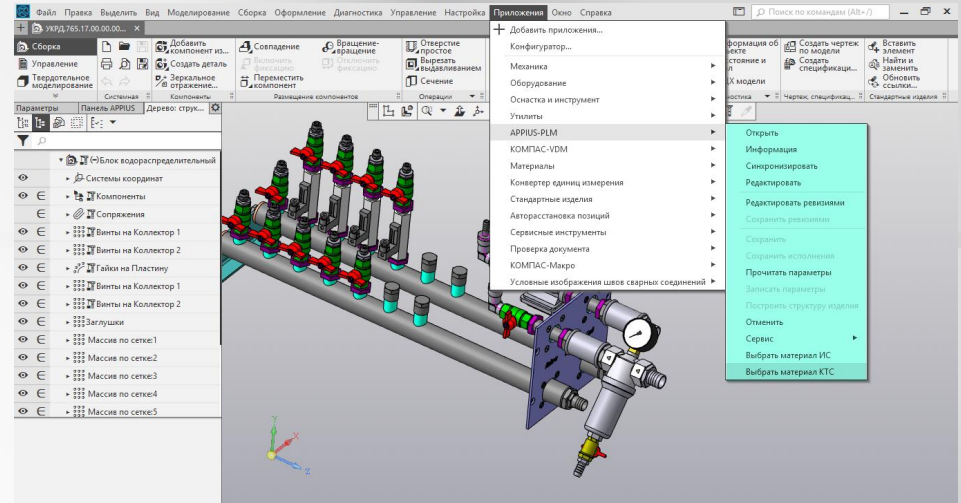 Файл Правка Выделить Вид Моделирование Сборка Оформление Диагностика Управление Настройка Приложения Окно Справка
Поиск по командам (Alt+/)
УКРД.765.17.00.00.00...
Сборка
Управление
Твердотельное моделирование
Системная
Добавить компонент из...
Создать деталь
Зеркальное отражение...
Компоненты
Совпадение
Включить фиксацию
Переместить компонент
Вращение-вращение
Отключить фиксацию
Размещение компонентов
Отверстие простое
Вырезать выдавливанием
Сечение
Операции
Создать чертеж по модели
Создать спецификаци...
Чертеж, спецификац...
Вставить элемент
Найти и заменить
Обновить ссылки...
Стандартные изделия
Параметры
Панель APPIUS
Дерево: струк...
(-)Блок водораспределительный
Системы координат
Компоненты
Сопряжения
Винты на Коллектор 1
Винты на Коллектор 2
Гайки на Пластину
Винты на Коллектор 1
Винты на Коллектор 2
Заглушки
Массив по сетке:1
Массив по сетке:2
Массив по сетке:3
Массив по сетке:4
Массив по сетке:5
Добавить приложения...
Конфигуратор...
Механика
Оборудование
Оснастка и инструмент
Утилиты
APPIUS-PLM
КОМПАС-VDM
Материалы
Конвертер единиц измерения
Стандартные изделия
Авторасстановка позиций
Сервисные инструменты
Проверка документа
КОМПАС-Макро
Условные изображения швов сварных соединений
Открыть
Информация
Синхронизировать
Редактировать
Редактировать ревизиями
Сохранить ревизиями
Сохранить
Сохранить исполнения
Прочитать параметры
Записать параметры
Построить структуру изделия
Отменить
Сервис
Выбрать материал ИС
Выбрать материал КТС
Y
X
Z